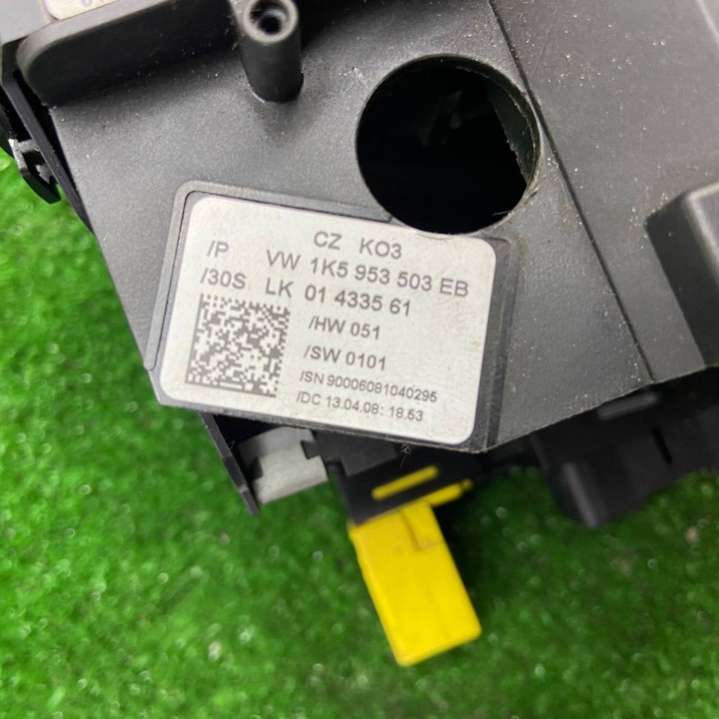 CZ KO3
/P VW 1K5 953 503 EB
/30S LK 01 4335 61
/HW 051
/SW 0101
/SN 90006081040295
/DC 13.04.08; 18.53